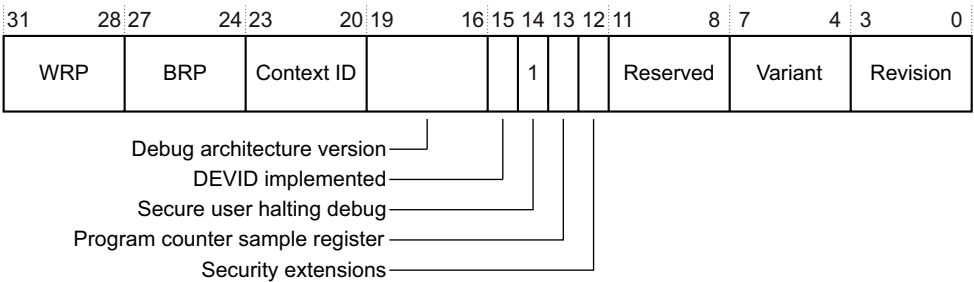 31 28 27 24 23 20 19 16 15 14 13 12 11 8 7 4 3 0
WRP BRP Context ID 1 Reserved Variant Revision
Debug architecture version
DEVID implemented
Secure user halting debug
Program counter sample register
Security extensions